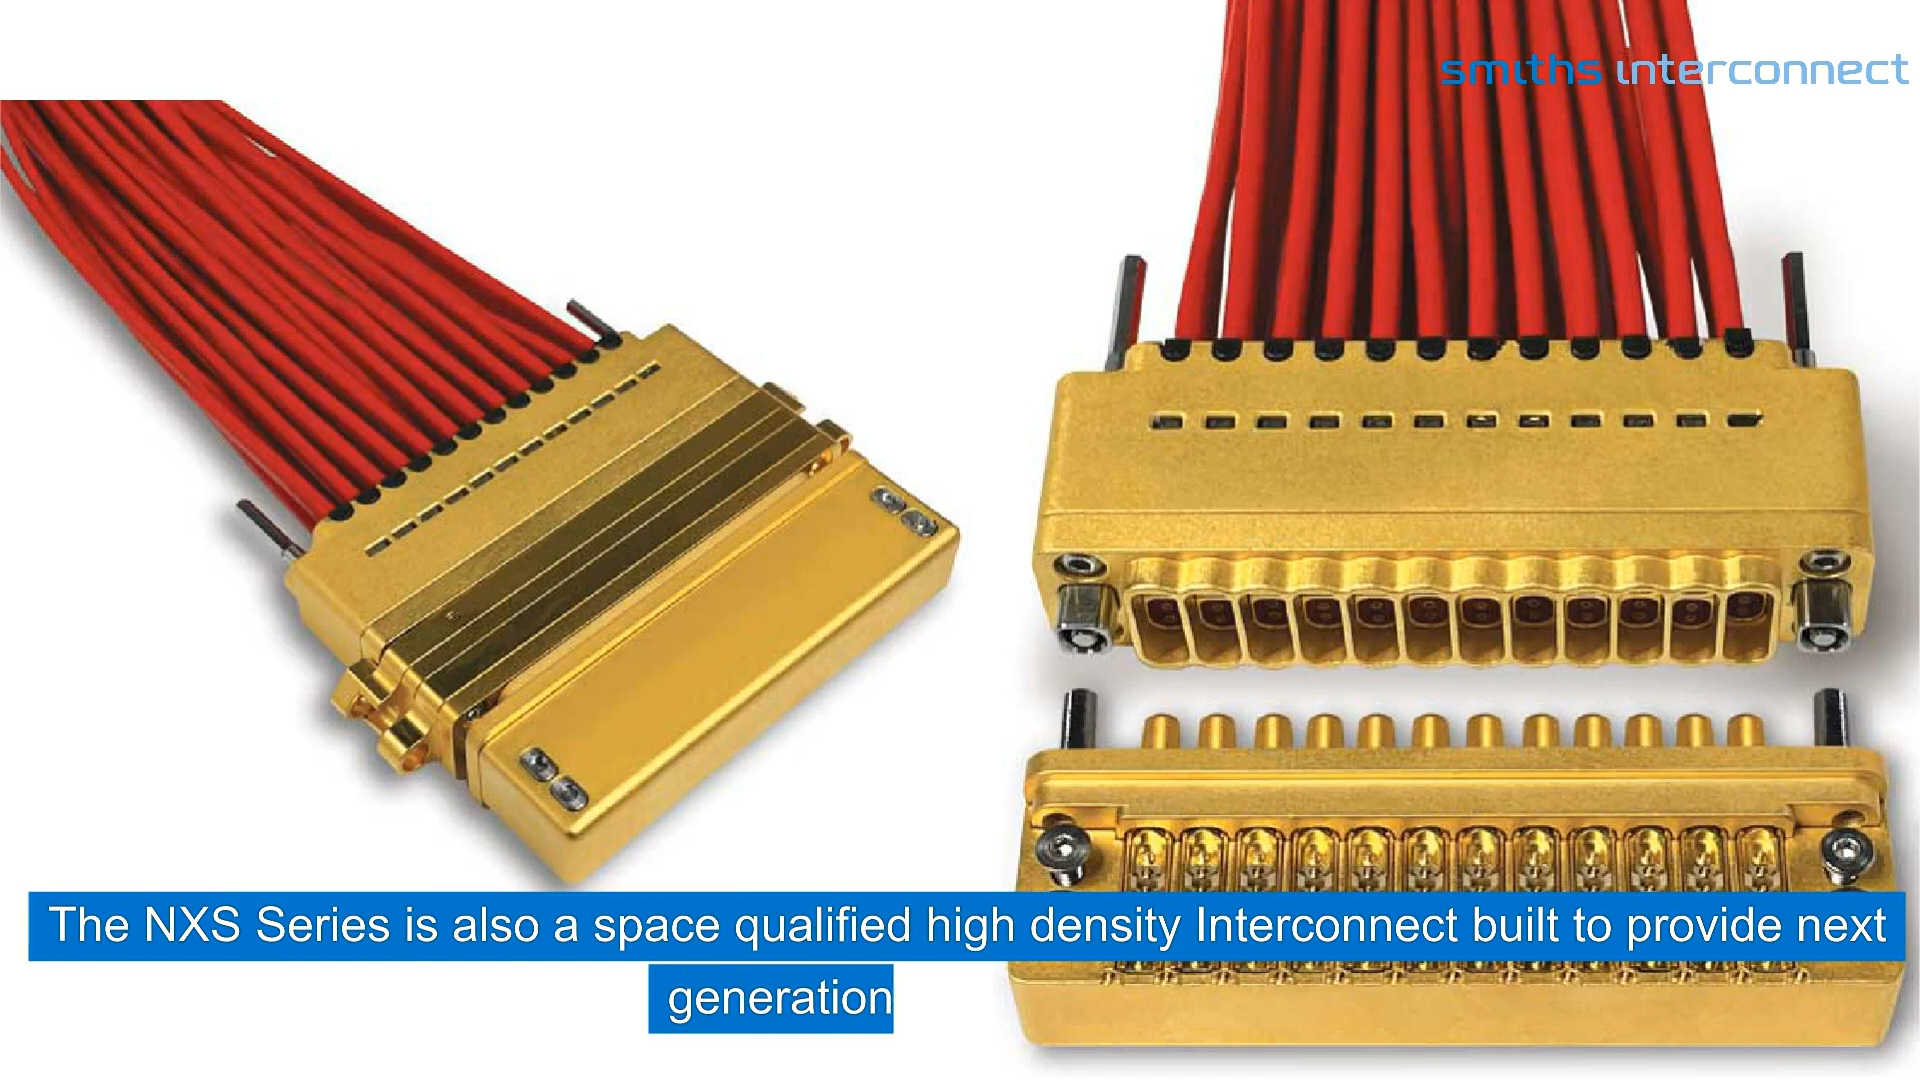 smiths interconnect
The NXS Series is also a space qualified high density Interconnect built to provide next
generation